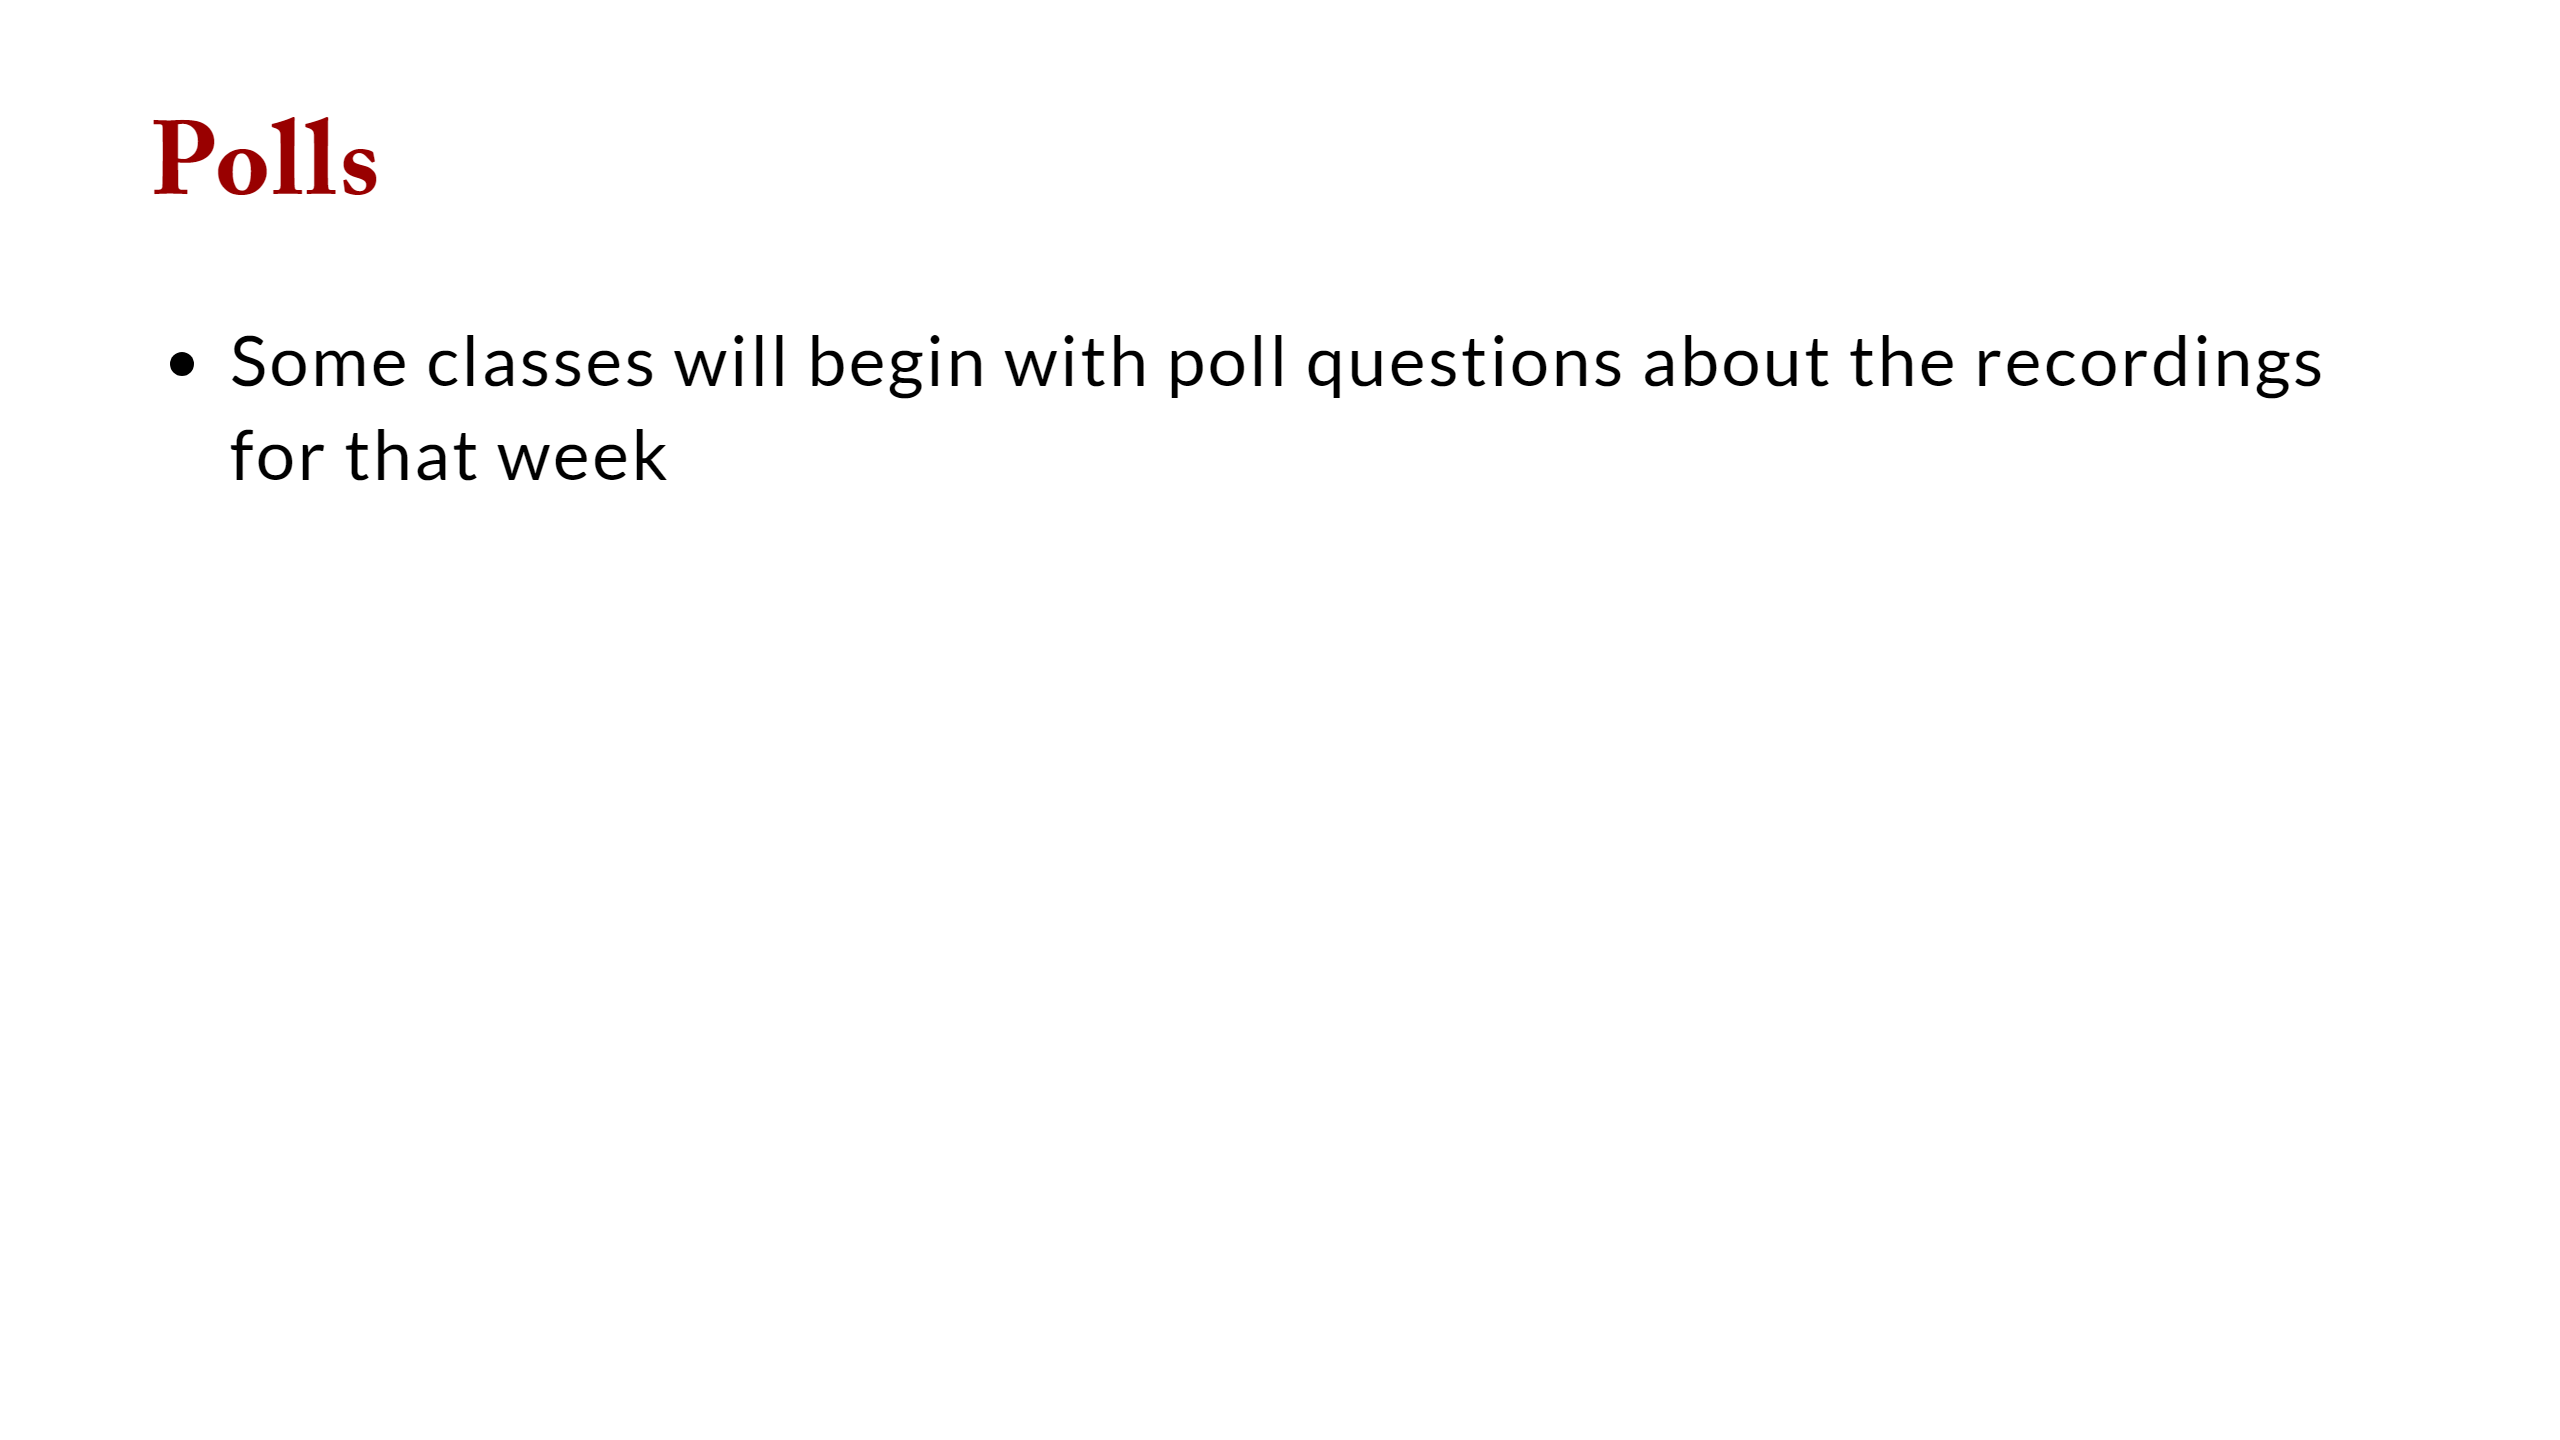 Polls
• Some classes will begin with poll questions about the recordings
for that week